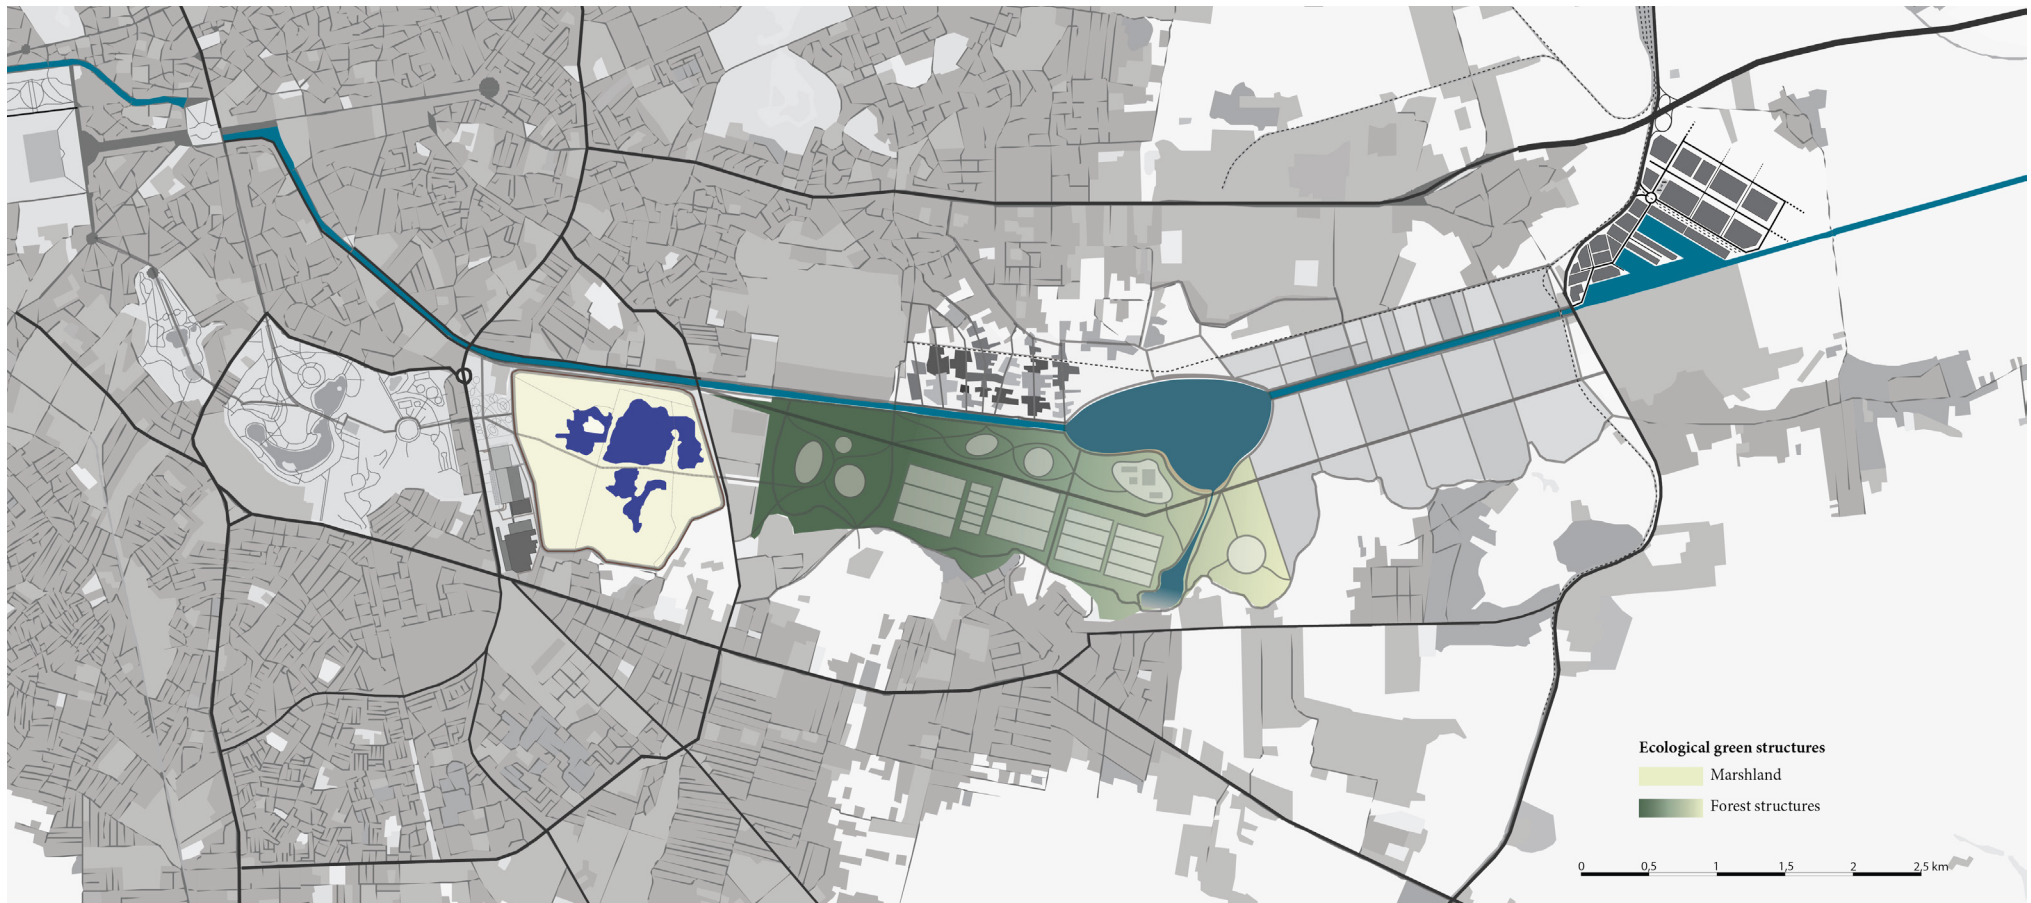 Ecological green structures
Marshland
Forest structures
0 0,5 1 1,5 2 2,5 km